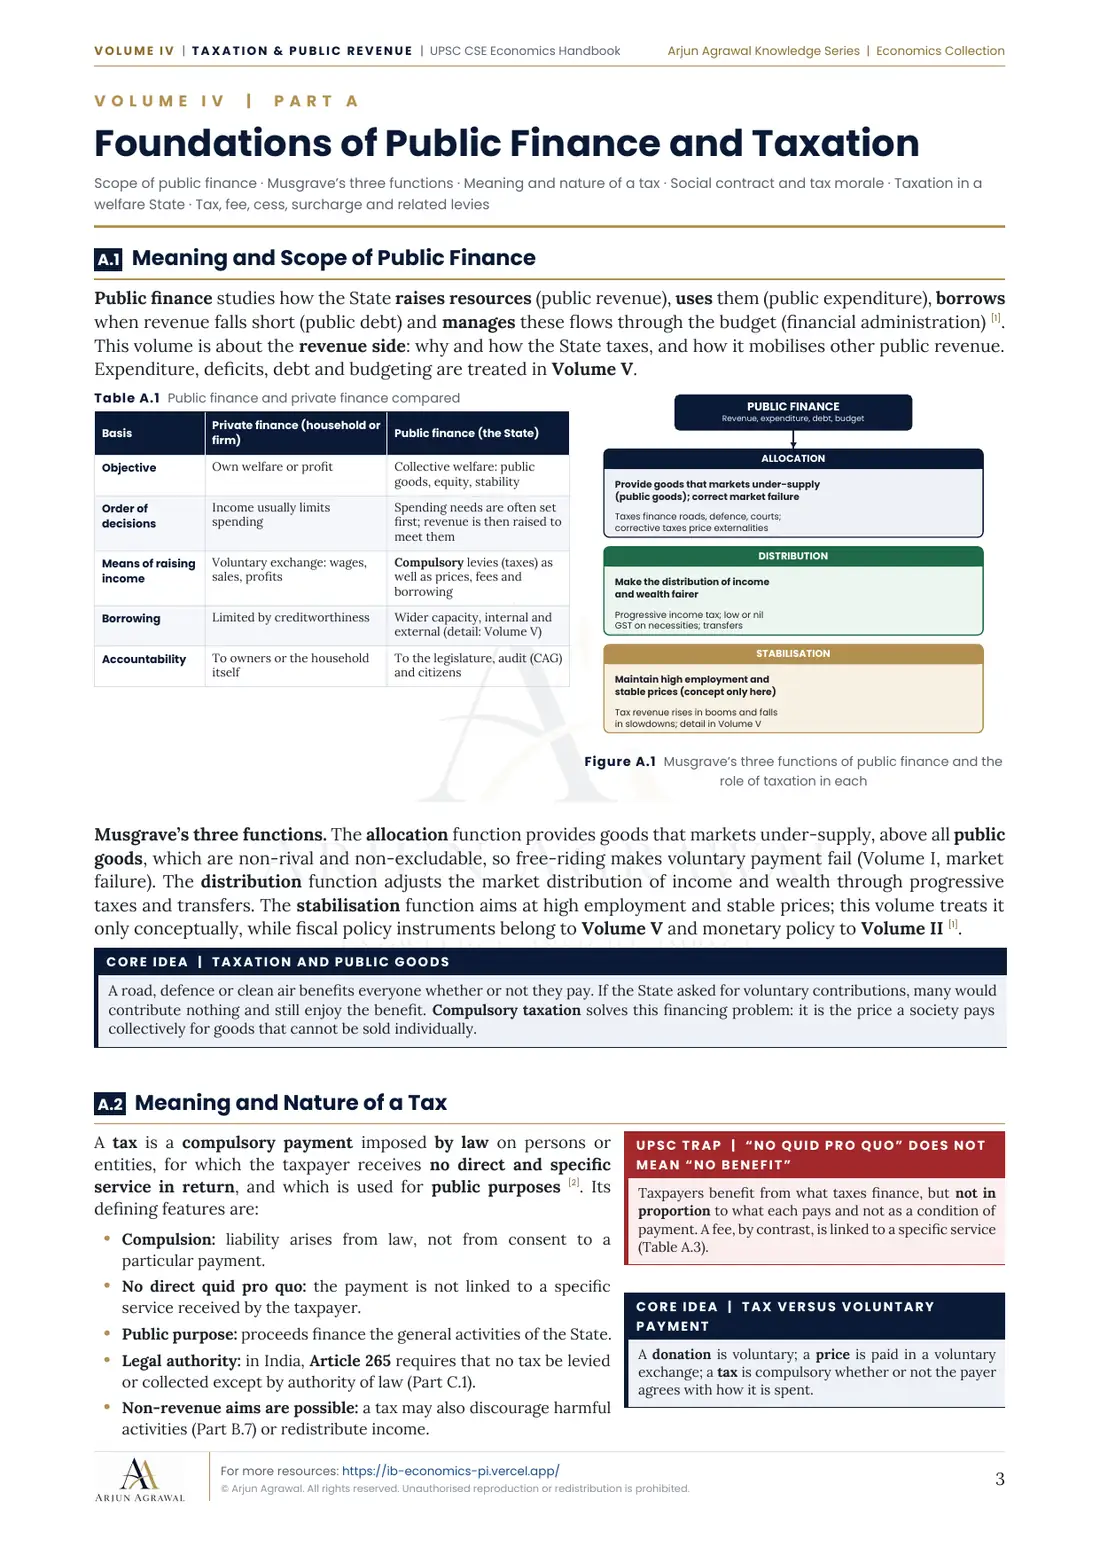 VOLUME IV | TAXATION & PUBLIC REVENUE | UPSC CSE Economics Handbook
Arjun Agrawal Knowledge Series | Economics Collection
VOLUME IV | PART A
Foundations of Public Finance and Taxation
Scope of public finance · Musgrave’s three functions · Meaning and nature of a tax · Social contract and tax morale · Taxation in a
welfare State · Tax, fee, cess, surcharge and related levies
A.1 Meaning and Scope of Public Finance
Public finance studies how the State raises resources (public revenue), uses them (public expenditure), borrows
when revenue falls short (public debt) and manages these flows through the budget (financial administration) [1].
This volume is about the revenue side: why and how the State taxes, and how it mobilises other public revenue.
Expenditure, deficits, debt and budgeting are treated in Volume V.
Table A.1 Public finance and private finance compared
Basis
Private finance (household or
firm)
Public finance (the State)
Objective
Own welfare or profit
Collective welfare: public
goods, equity, stability
Order of
decisions
Income usually limits
spending
Spending needs are often set
first; revenue is then raised to
meet them
Means of raising
income
Voluntary exchange: wages,
sales, profits
Compulsory levies (taxes) as
well as prices, fees and
borrowing
Borrowing
Limited by creditworthiness
Wider capacity, internal and
external (detail: Volume V)
Accountability
To owners or the household
itself
To the legislature, audit (CAG)
and citizens
PUBLIC FINANCE
Revenue, expenditure, debt, budget
ALLOCATION
Provide goods that markets under-supply
(public goods); correct market failure
Taxes finance roads, defence, courts;
corrective taxes price externalities
DISTRIBUTION
Make the distribution of income
and wealth fairer
Progressive income tax; low or nil
GST on necessities; transfers
STABILISATION
Maintain high employment and
stable prices (concept only here)
Tax revenue rises in booms and falls
in slowdowns; detail in Volume V
Figure A.1 Musgrave’s three functions of public finance and the
role of taxation in each
Musgrave’s three functions. The allocation function provides goods that markets under-supply, above all public
goods, which are non-rival and non-excludable, so free-riding makes voluntary payment fail (Volume I, market
failure). The distribution function adjusts the market distribution of income and wealth through progressive
taxes and transfers. The stabilisation function aims at high employment and stable prices; this volume treats it
only conceptually, while fiscal policy instruments belong to Volume V and monetary policy to Volume II [1].
CORE IDEA | TAXATION AND PUBLIC GOODS
A road, defence or clean air benefits everyone whether or not they pay. If the State asked for voluntary contributions, many would
contribute nothing and still enjoy the benefit. Compulsory taxation solves this financing problem: it is the price a society pays
collectively for goods that cannot be sold individually.
A.2 Meaning and Nature of a Tax
A tax is a compulsory payment imposed by law on persons or
entities, for which the taxpayer receives no direct and specific
service in return, and which is used for public purposes [2]. Its
defining features are:
• Compulsion: liability arises from law, not from consent to a
particular payment.
• No direct quid pro quo: the payment is not linked to a specific
service received by the taxpayer.
• Public purpose: proceeds finance the general activities of the State.
• Legal authority: in India, Article 265 requires that no tax be levied
or collected except by authority of law (Part C.1).
• Non-revenue aims are possible: a tax may also discourage harmful
activities (Part B.7) or redistribute income.
UPSC TRAP | “NO QUID PRO QUO” DOES NOT
MEAN “NO BENEFIT”
Taxpayers benefit from what taxes finance, but not in
proportion to what each pays and not as a condition of
payment. A fee, by contrast, is linked to a specific service
(Table A.3).
CORE IDEA | TAX VERSUS VOLUNTARY
PAYMENT
A donation is voluntary; a price is paid in a voluntary
exchange; a tax is compulsory whether or not the payer
agrees with how it is spent.
ARJUN AGRAWAL
For more resources: https://ib-economics-pi.vercel.app/
© Arjun Agrawal. All rights reserved. Unauthorised reproduction or redistribution is prohibited.
3